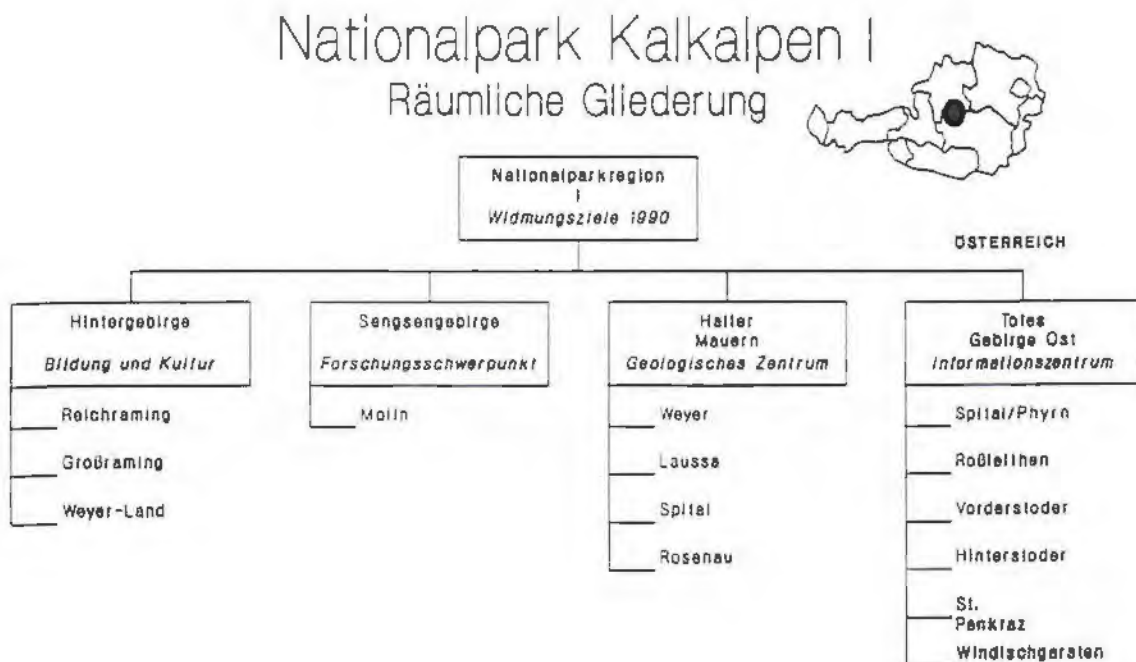 Nationalpark Kalkalpen I
Räumliche Gliederung
Nationalparkregion
I
Widmungsziele 1990
ÖSTERREICH
Hintergebirge
Bildung und Kultur
Reichraming
Großraming
Weyer-Land
Sengsengebirge
Forschungsschwerpunkt
Molln
Haller
Mauern
Geologisches Zentrum
Weyer
Laussa
Spital
Rosenau
Totes
Gebirge Ost
Informationszentrum
Spital/Phyrn
Roßleithen
Vorderstoder
Hinterstoder
St.
Pankraz
Windischgarsten